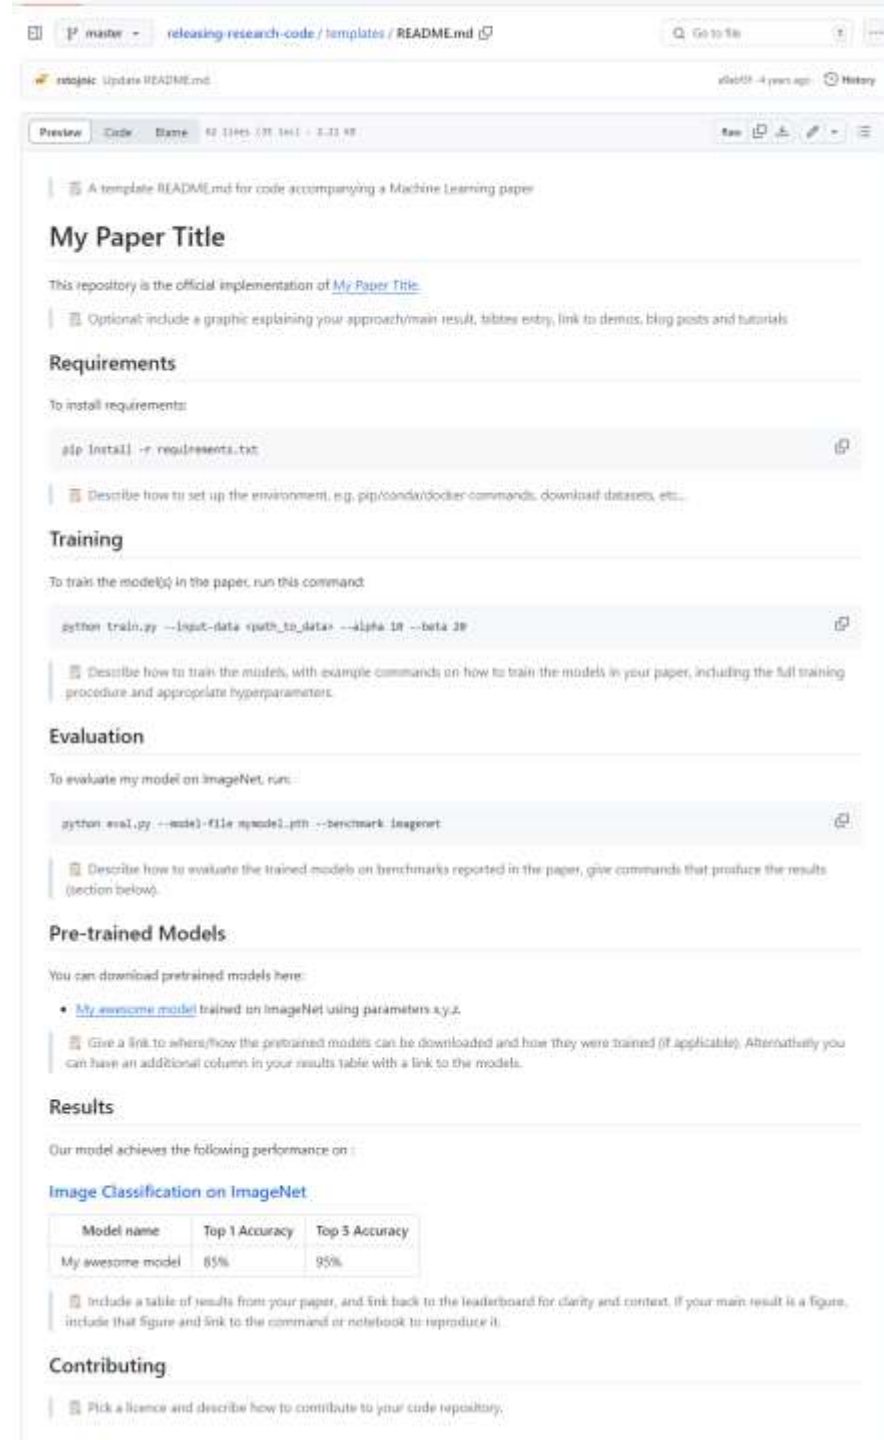 master
releasing-research-code / templates / README.md
Go to file
Update README.md
4 years ago
History
Preview
Code
Blame
Raw
A template README.md for code accompanying a Machine Learning paper
My Paper Title
This repository is the official implementation of My Paper Title.
Optional: include a graphic explaining your approach/main result, bibtex entry, link to demos, blog posts and tutorials
Requirements
To install requirements:
pip install -r requirements.txt
Describe how to set up the environment, e.g. pip/conda/docker commands, download datasets, etc...
Training
To train the model(s) in the paper, run this command:
python train.py --input-data <path_to_data> --alpha 10 --beta 20
Describe how to train the models, with example commands on how to train the models in your paper, including the full training
procedure and appropriate hyperparameters.
Evaluation
To evaluate my model on ImageNet, run:
python eval.py --model-file mymodel.pth --benchmark imagenet
Describe how to evaluate the trained models on benchmarks reported in the paper, give commands that produce the results
(section below).
Pre-trained Models
You can download pretrained models here:
• My awesome model trained on ImageNet using parameters x,y,z.
Give a link to where/how the pretrained models can be downloaded and how they were trained (if applicable). Alternatively you
can have an additional column in your results table with a link to the models.
Results
Our model achieves the following performance on :
Image Classification on ImageNet
Model name Top 1 Accuracy Top 5 Accuracy
My awesome model 85% 95%
Include a table of results from your paper, and link back to the leaderboard for clarity and context. If your main result is a figure,
include that figure and link to the command or notebook to reproduce it.
Contributing
Pick a licence and describe how to contribute to your code repository.